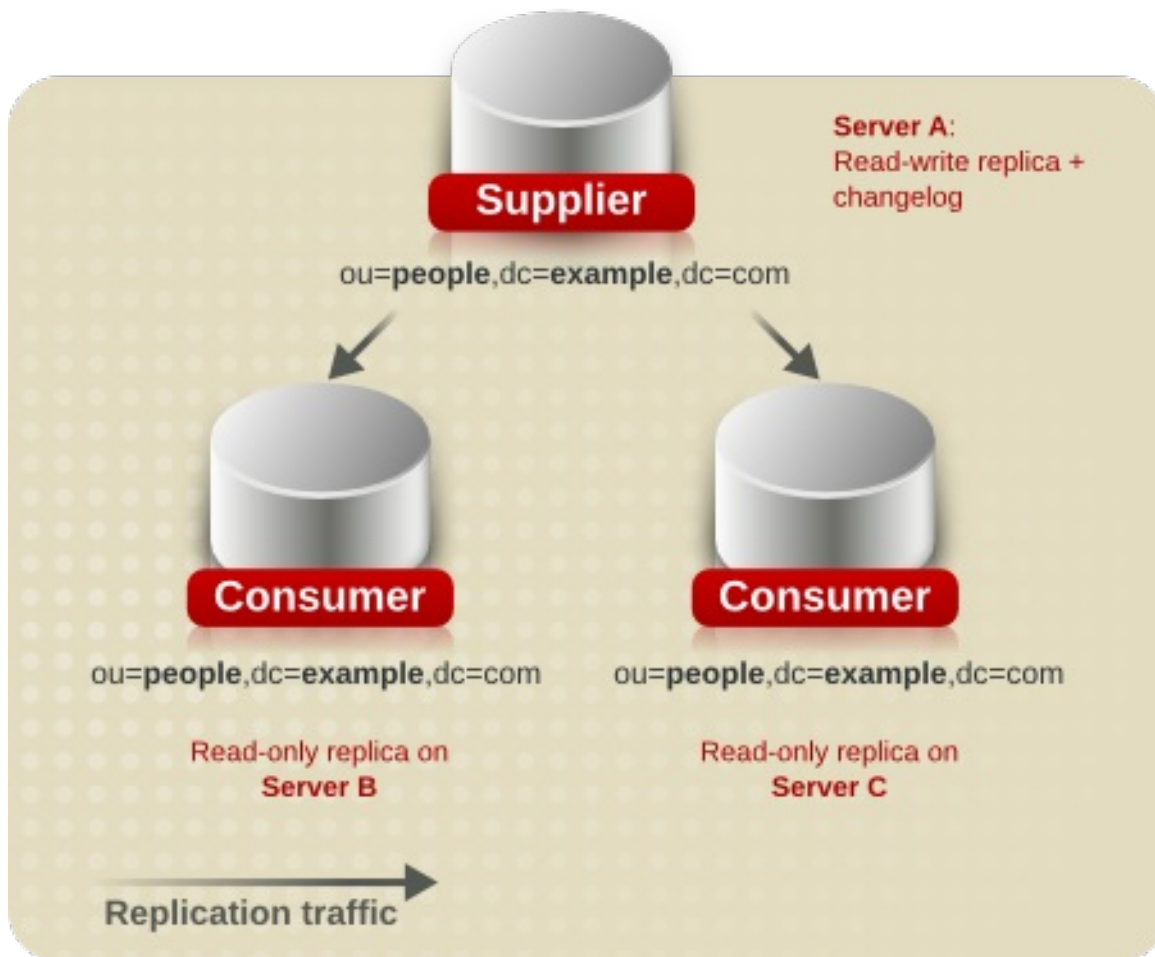 Server A:
Read-write replica +
changelog
Supplier
ou=people,dc=example,dc=com
Consumer
Consumer
ou=people,dc=example,dc=com
ou=people,dc=example,dc=com
Read-only replica on
Server B
Read-only replica on
Server C
Replication traffic